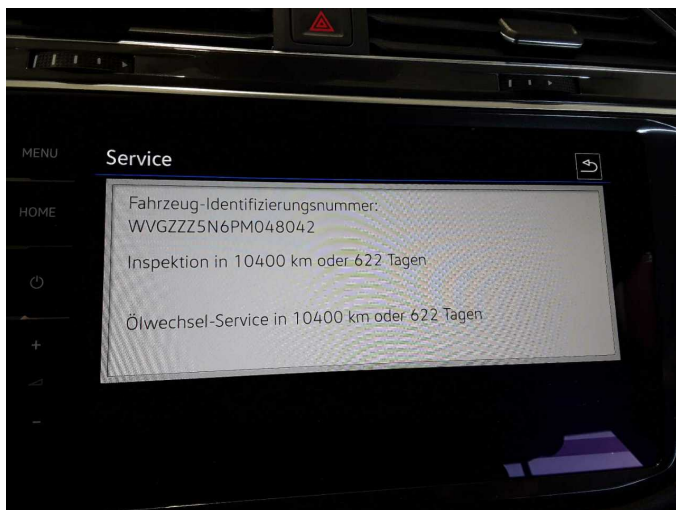 MENU
HOME
Service
Fahrzeug-Identifizierungsnummer:
WVGZZZ5N6PM048042
Inspektion in 10400 km oder 622 Tagen
Ölwechsel-Service in 10400 km oder 622 Tagen